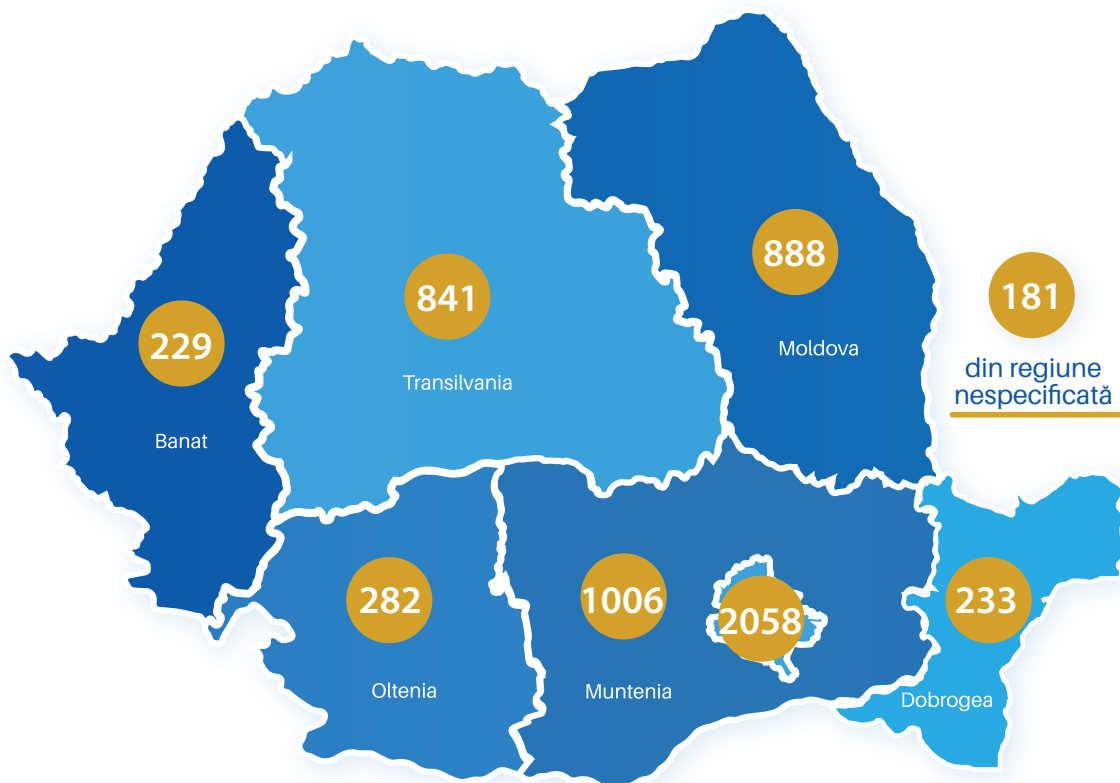 888
Moldova
841
Transilvania
181
din regiune
nespecificată
229
Banat
282
Oltenia
1006
Muntenia
2058
233
Dobrogea